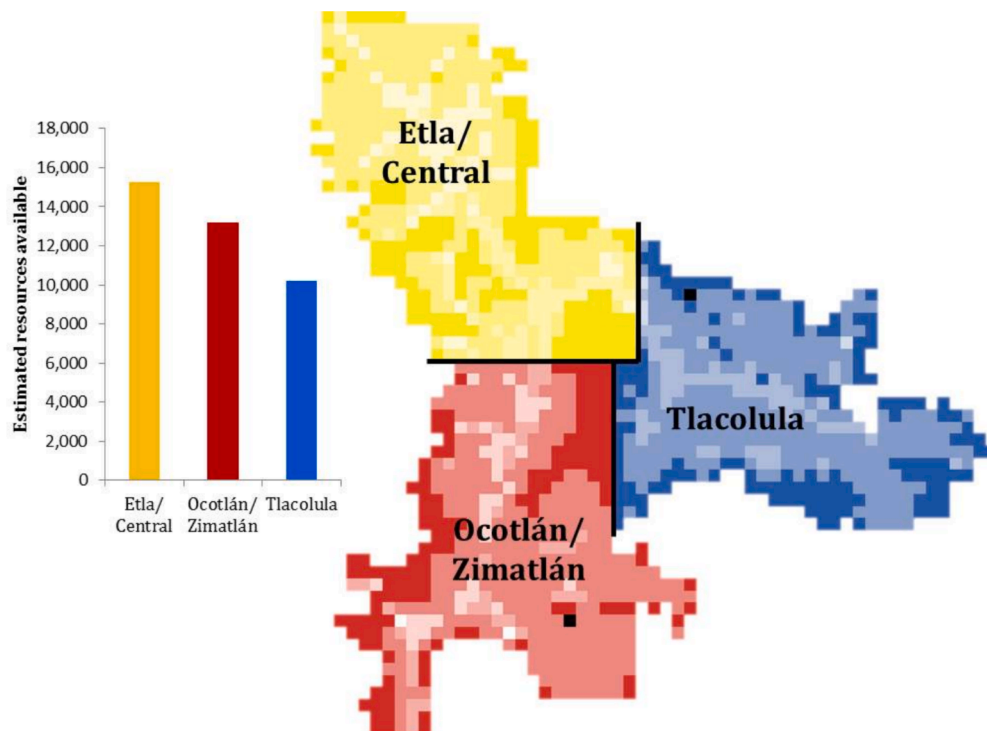 Etla/
Central
Tlacolula
Ocotlán/
Zimatlán
Estimated resources available
18,000
16,000
14,000
12,000
10,000
8,000
6,000
4,000
2,000
0
Etla/
Central
Ocotlán/
Zimatlán
Tlacolula